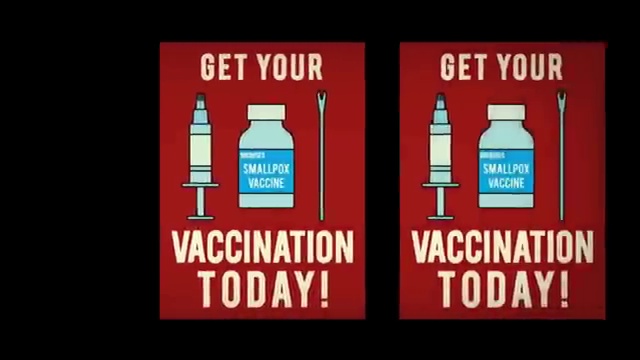 GET YOUR
SMALLPOX
VACCINE
VACCINATION
TODAY!
GET YOUR
SMALLPOX
VACCINE
VACCINATION
TODAY!